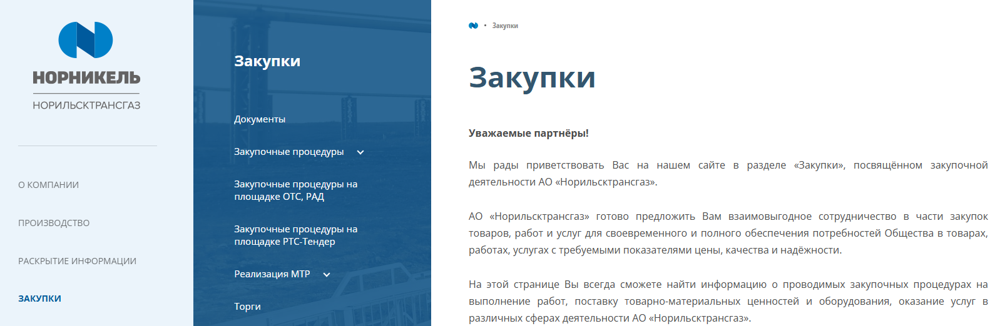 НОРНИКЕЛЬ
НОРИЛЬСКТРАНСГАЗ
О КОМПАНИИ
ПРОИЗВОДСТВО
РАСКРЫТИЕ ИНФОРМАЦИИ
ЗАКУПКИ
Закупки
Документы
Закупочные процедуры
Закупочные процедуры на
площадке ОТС, РАД
Закупочные процедуры на
площадке РТС-Тендер
Реализация МТР
Торги
• Закупки
Закупки
Уважаемые партнёры!
Мы рады приветствовать Вас на нашем сайте в разделе «Закупки», посвящённом закупочной
деятельности АО «Норильсктрансгаз».
АО «Норильсктрансгаз» готово предложить Вам взаимовыгодное сотрудничество в части закупок
товаров, работ и услуг для своевременного и полного обеспечения потребностей Общества в товарах,
работах, услугах с требуемыми показателями цены, качества и надёжности.
На этой странице Вы всегда сможете найти информацию о проводимых закупочных процедурах на
выполнение работ, поставку товарно-материальных ценностей и оборудования, оказание услуг в
различных сферах деятельности АО «Норильсктрансгаз».